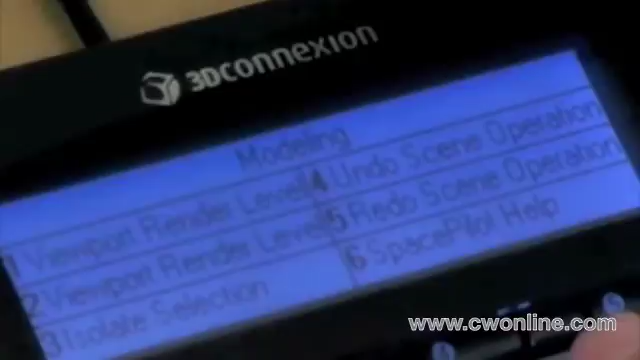 3Dconnexion
Modeling
1 Viewport Render Level
2 Viewport Render Level
3 Isolate Selection
4 Undo Scene Operation
5 Redo Scene Operation
6 SpacePilot Help
www.cwonline.com